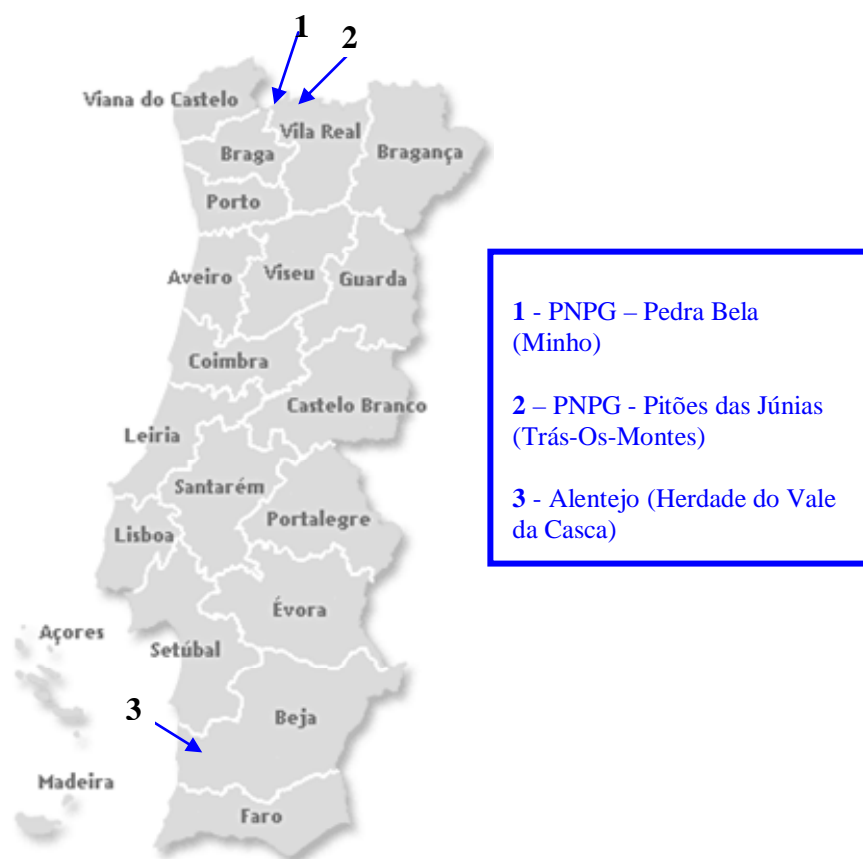 1
2
Viana do Castelo
Vila Real
Bragança
Braga
Porto
Aveiro
Viseu
Guarda
Coimbra
Castelo Branco
Leiria
Santarém
Portalegre
Lisboa
Évora
Açores
Setúbal
3
Beja
Madeira
Faro
1 - PNPG – Pedra Bela
(Minho)
2 – PNPG - Pitões das Júnias
(Trás-Os-Montes)
3 - Alentejo (Herdade do Vale
da Casca)